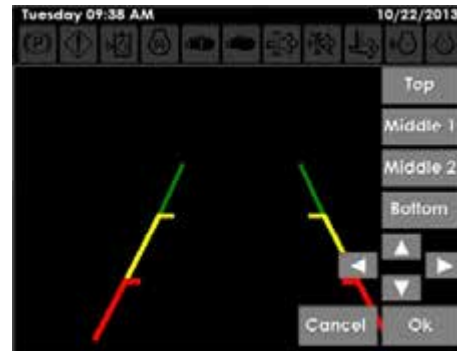 Tuesday 09:38 AM 10/22/2013
(P)
Top
Middle 1
Middle 2
Bottom
Cancel Ok